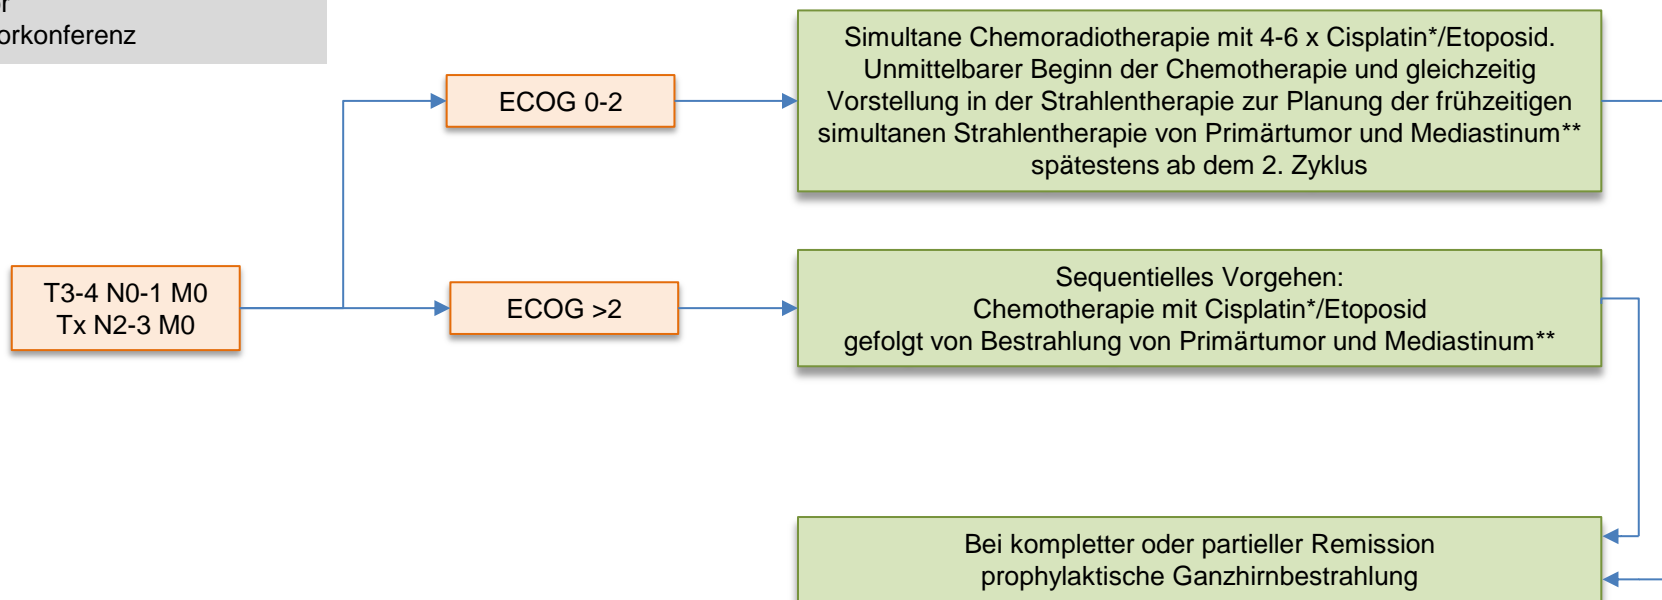 orkonferenz
Simultane Chemoradiotherapie mit 4-6 x Cisplatin*/Etoposid.
Unmittelbarer Beginn der Chemotherapie und gleichzeitig
Vorstellung in der Strahlentherapie zur Planung der frühzeitigen
simultanen Strahlentherapie von Primärtumor und Mediastinum**
spätestens ab dem 2. Zyklus
ECOG 0-2
T3-4 N0-1 M0
Tx N2-3 M0
ECOG >2
Sequentielles Vorgehen:
Chemotherapie mit Cisplatin*/Etoposid
gefolgt von Bestrahlung von Primärtumor und Mediastinum**
Bei kompletter oder partieller Remission
prophylaktische Ganzhirnbestrahlung